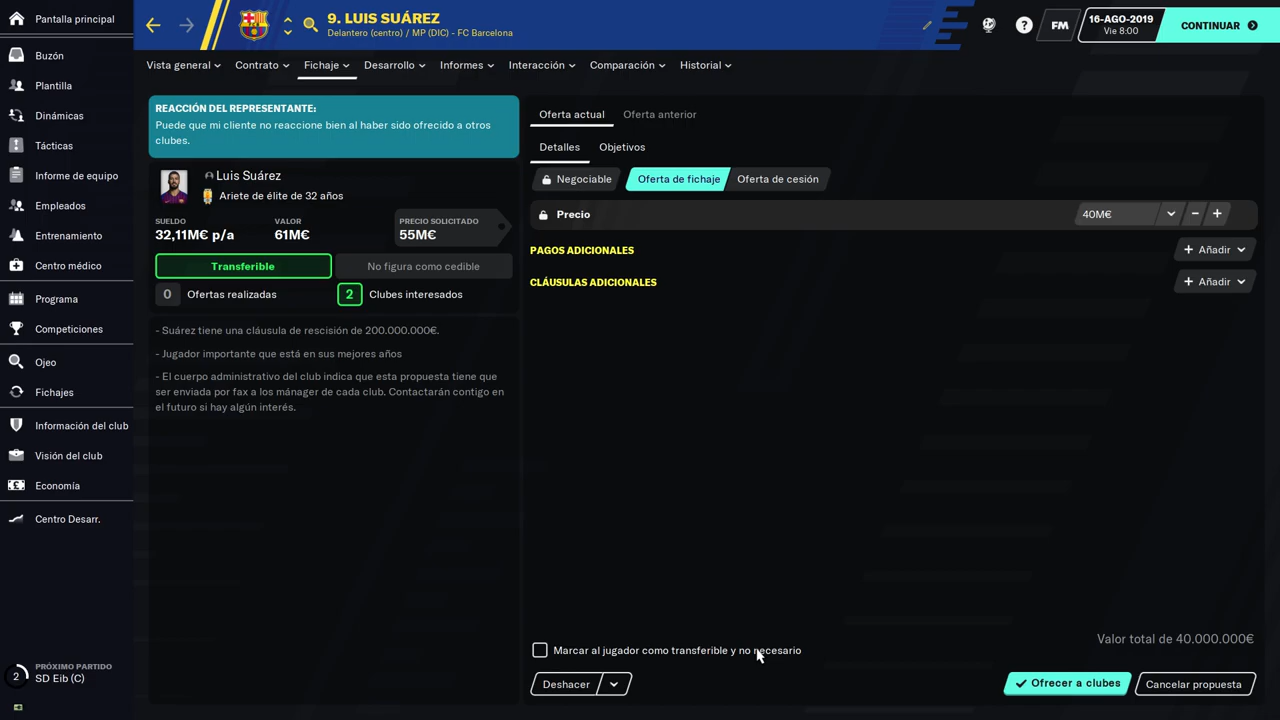 Pantalla principal
Buzón
Plantilla
Dinámicas
Tácticas
Informe de equipo
Empleados
Entrenamiento
Centro médico
Programa
Competiciones
Ojeo
Fichajes
Información del club
Visión del club
Economía
Centro Desarr.
2
PRÓXIMO PARTIDO
SD Eib (C)
9. LUIS SUÁREZ
Delantero (centro) / MP (DIC) - FC Barcelona
?
FM
16-AGO-2019
Vie 8:00
CONTINUAR
Vista general
Contrato
Fichaje
Desarrollo
Informes
Interacción
Comparación
Historial
REACCIÓN DEL REPRESENTANTE:
Puede que mi cliente no reaccione bien al haber sido ofrecido a otros
clubes.
Luis Suárez
Ariete de élite de 32 años
SUELDO
32,11M€ p/a
VALOR
61M€
PRECIO SOLICITADO
55M€
Transferible
No figura como cedible
0 Ofertas realizadas
2 Clubes interesados
- Suárez tiene una cláusula de rescisión de 200.000.000€.
- Jugador importante que está en sus mejores años
- El cuerpo administrativo del club indica que esta propuesta tiene que
ser enviada por fax a los mánager de cada club. Contactarán contigo en
el futuro si hay algún interés.
Oferta actual
Oferta anterior
Detalles
Objetivos
Negociable
Oferta de fichaje
Oferta de cesión
Precio
40M€
PAGOS ADICIONALES
+ Añadir
CLÁUSULAS ADICIONALES
+ Añadir
Valor total de 40.000.000€
Marcar al jugador como transferible y no necesario
Deshacer
Ofrecer a clubes
Cancelar propuesta